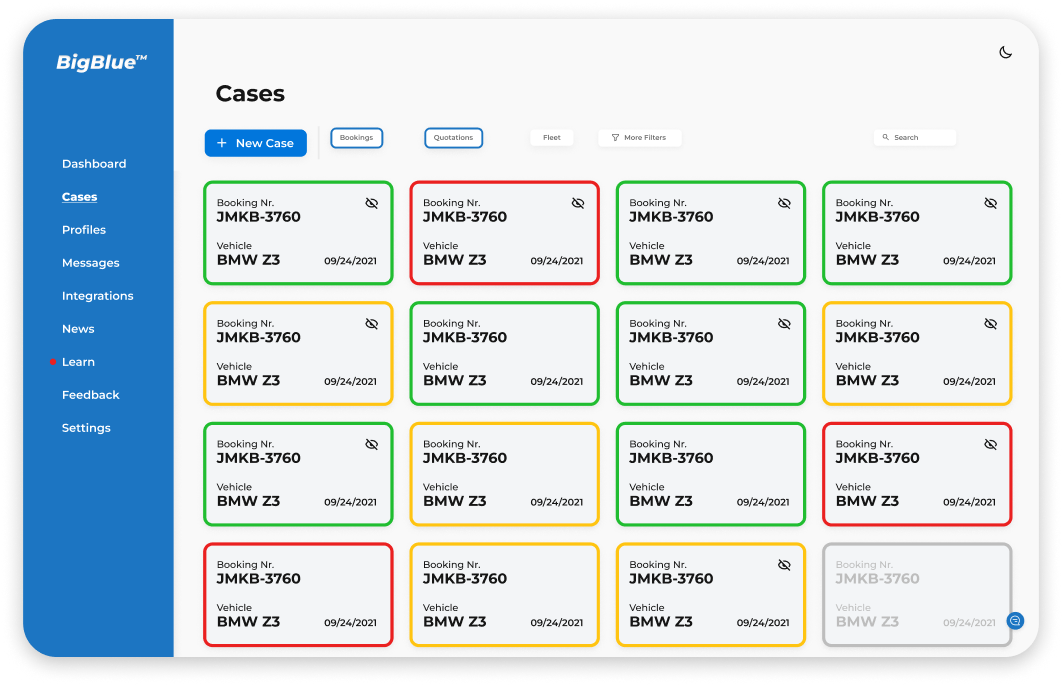 BigBlue™
Dashboard
Cases
Profiles
Messages
Integrations
News
Learn
Feedback
Settings
Cases
+ New Case
Bookings
Quotations
Fleet
More Filters
Search
Booking Nr.
JMKB-3760
Vehicle
BMW Z3 09/24/2021
Booking Nr.
JMKB-3760
Vehicle
BMW Z3 09/24/2021
Booking Nr.
JMKB-3760
Vehicle
BMW Z3 09/24/2021
Booking Nr.
JMKB-3760
Vehicle
BMW Z3 09/24/2021
Booking Nr.
JMKB-3760
Vehicle
BMW Z3 09/24/2021
Booking Nr.
JMKB-3760
Vehicle
BMW Z3 09/24/2021
Booking Nr.
JMKB-3760
Vehicle
BMW Z3 09/24/2021
Booking Nr.
JMKB-3760
Vehicle
BMW Z3 09/24/2021
Booking Nr.
JMKB-3760
Vehicle
BMW Z3 09/24/2021
Booking Nr.
JMKB-3760
Vehicle
BMW Z3 09/24/2021
Booking Nr.
JMKB-3760
Vehicle
BMW Z3 09/24/2021
Booking Nr.
JMKB-3760
Vehicle
BMW Z3 09/24/2021
Booking Nr.
JMKB-3760
Vehicle
BMW Z3 09/24/2021
Booking Nr.
JMKB-3760
Vehicle
BMW Z3 09/24/2021
Booking Nr.
JMKB-3760
Vehicle
BMW Z3 09/24/2021
Booking Nr.
JMKB-3760
Vehicle
BMW Z3 09/24/2021